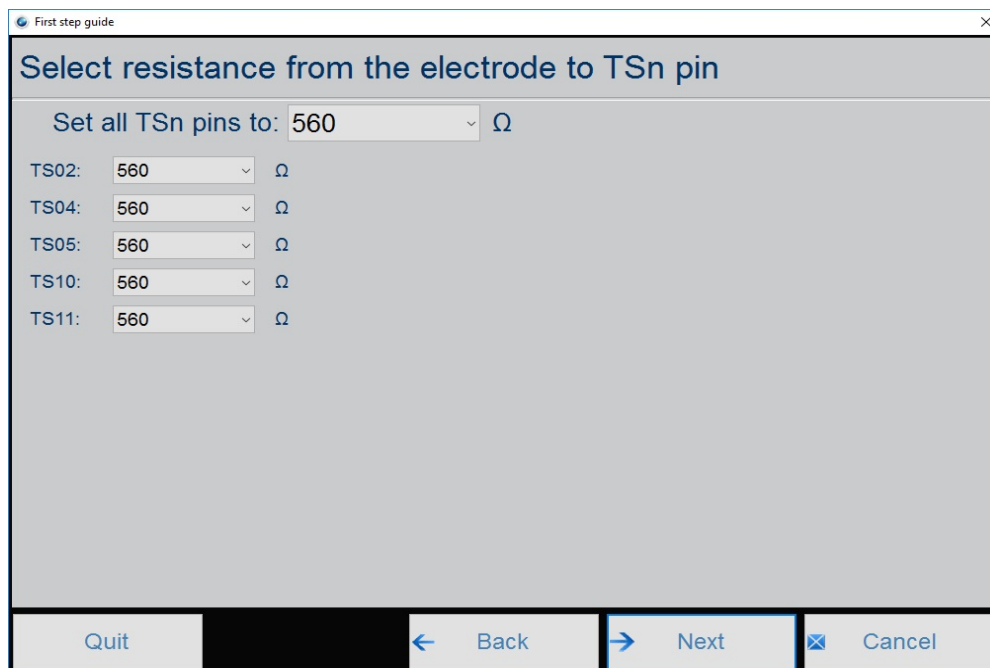 First step guide
Select resistance from the electrode to TSn pin
Set all TSn pins to: 560 Ω
TS02: 560 Ω
TS04: 560 Ω
TS05: 560 Ω
TS10: 560 Ω
TS11: 560 Ω
Quit Back Next Cancel